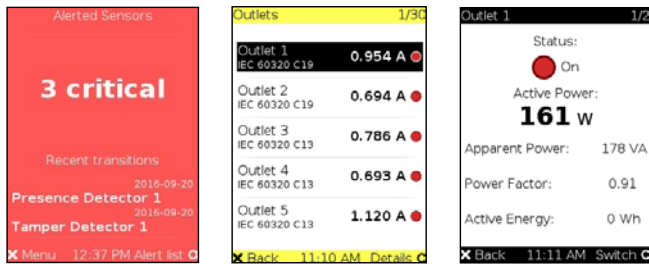 Alerted Sensors
3 critical
Recent transitions
2016-09-20
Presence Detector 1
2016-09-20
Tamper Detector 1
Menu 12:37 PM Alert list
Outlets 1/30
Outlet 1
IEC 60320 C19
0.954 A
Outlet 2
IEC 60320 C19
0.694 A
Outlet 3
IEC 60320 C13
0.786 A
Outlet 4
IEC 60320 C13
0.693 A
Outlet 5
IEC 60320 C13
1.120 A
Back 11:10 AM Details
Outlet 1 1/2
Status:
On
Active Power:
161 W
Apparent Power: 178 VA
Power Factor: 0.91
Active Energy: 0 Wh
Back 11:11 AM Switch